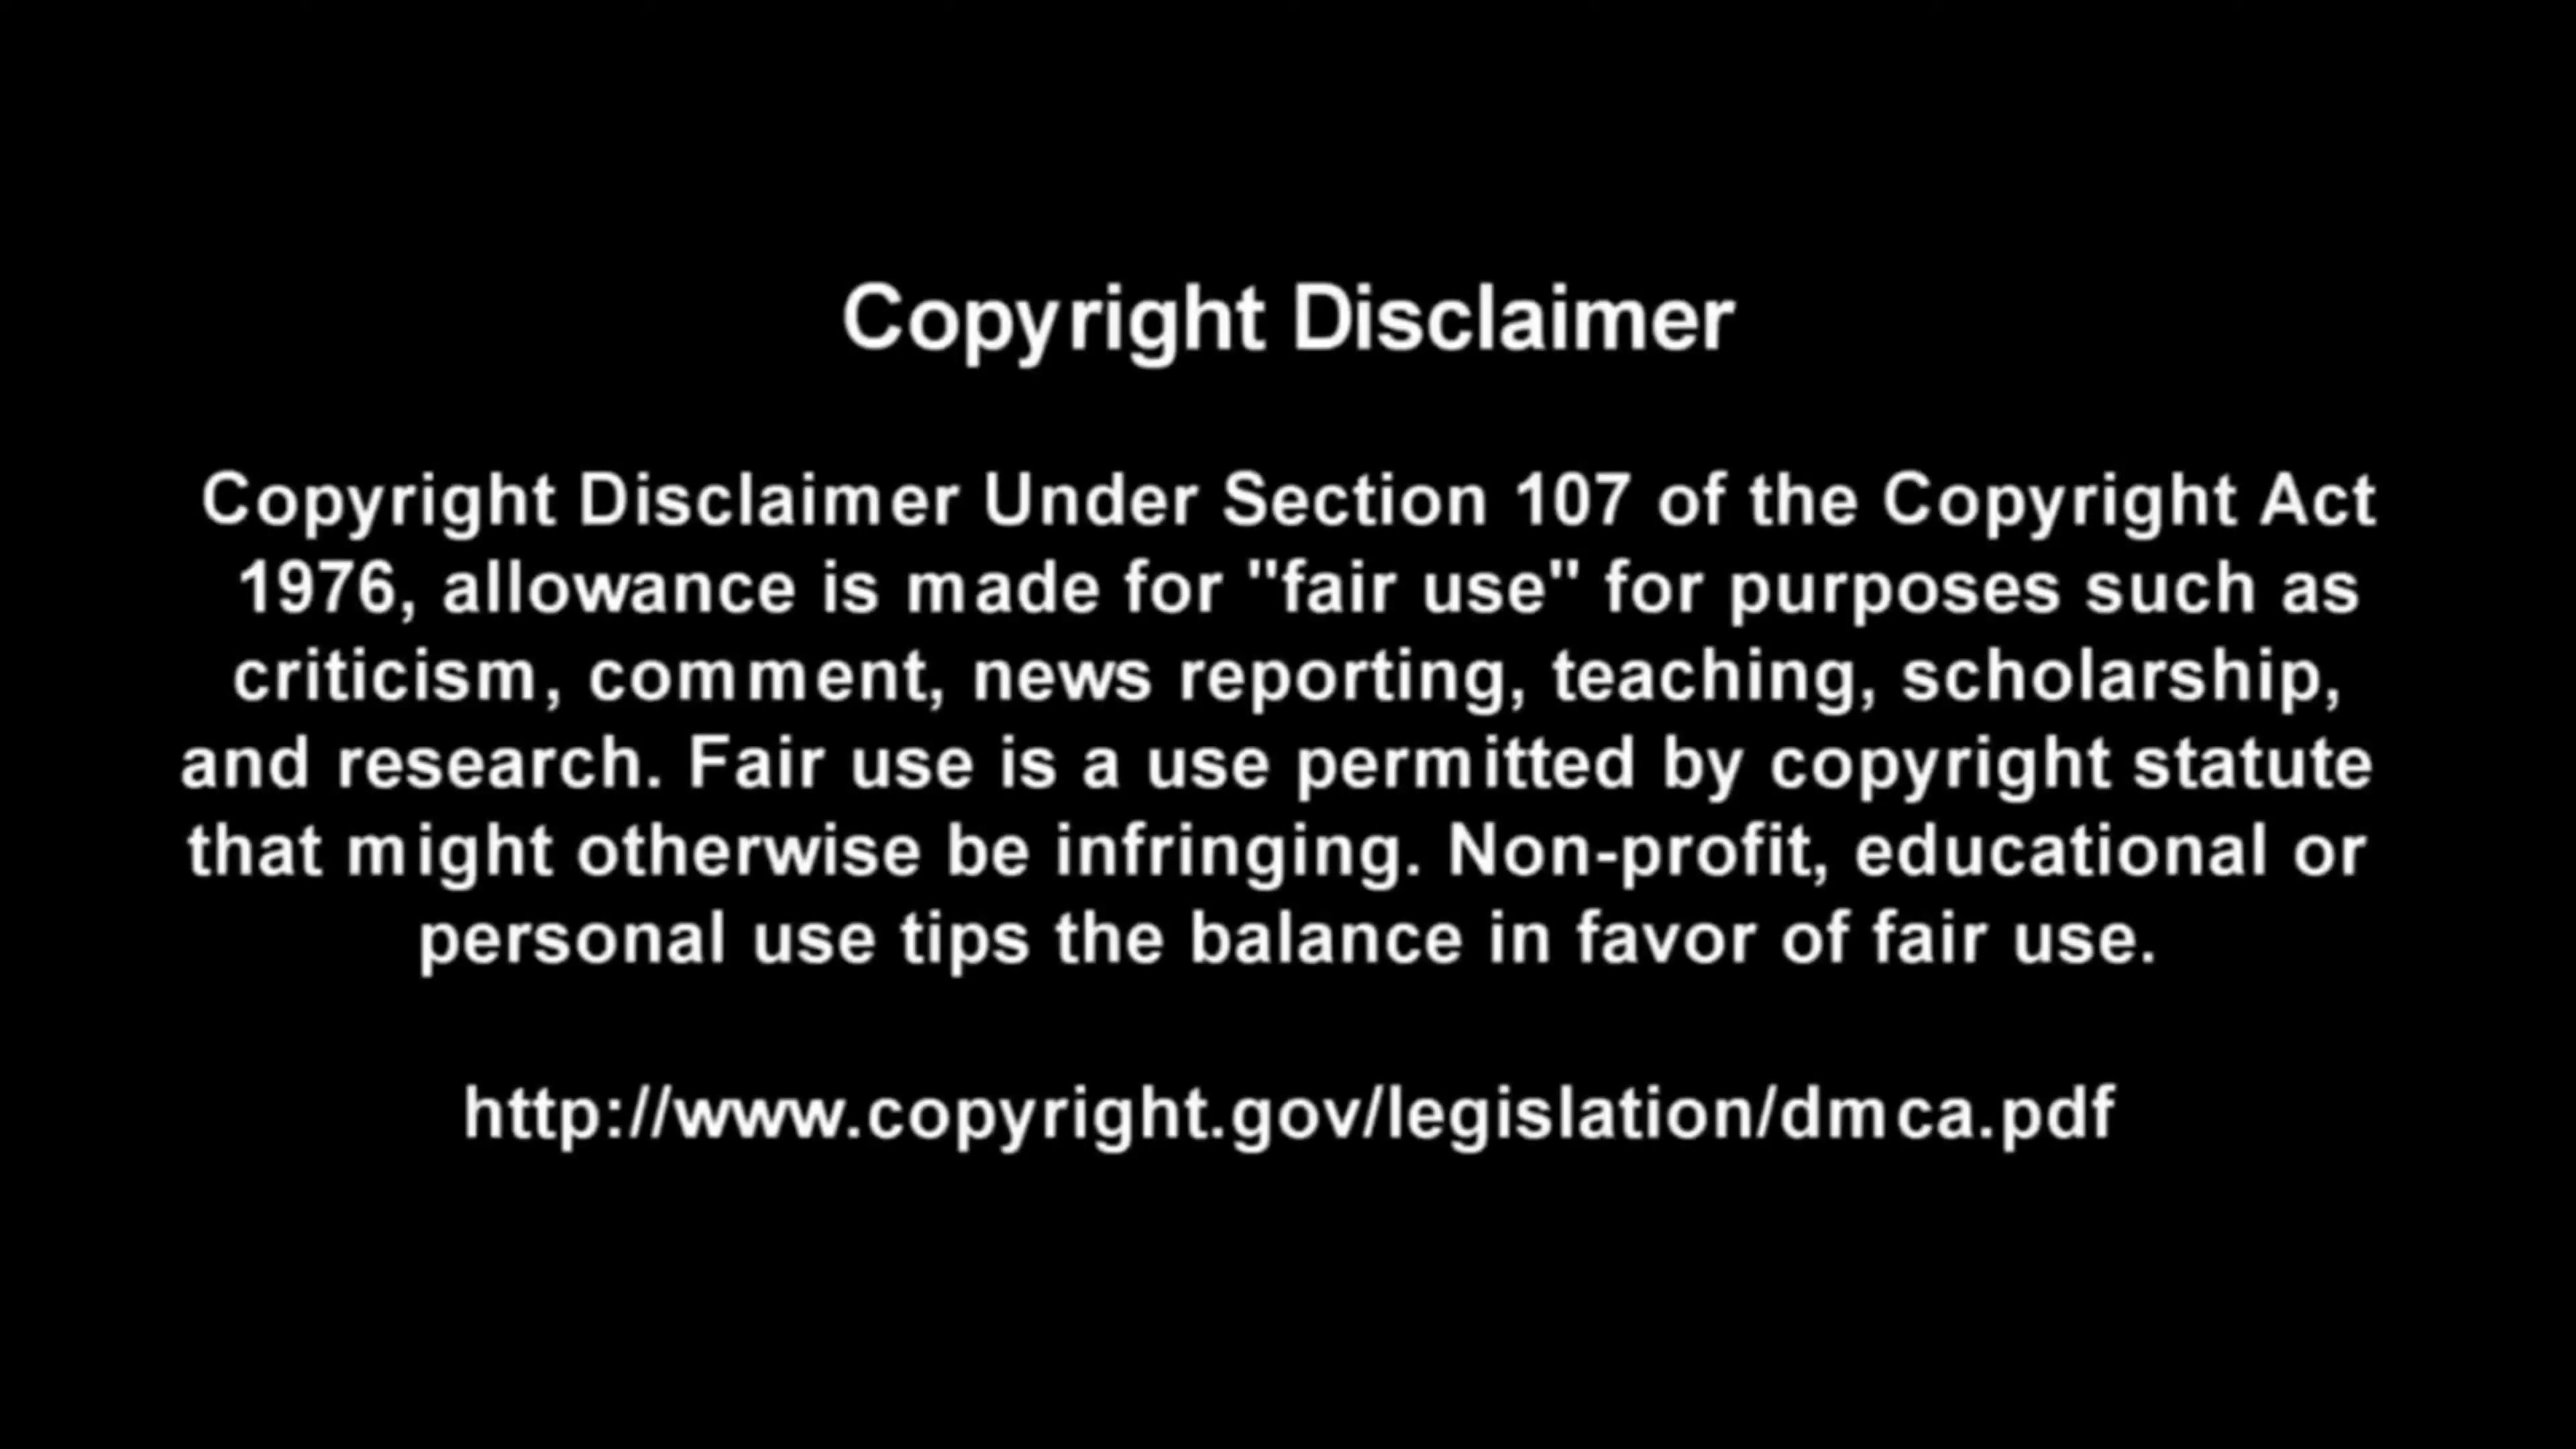 Copyright Disclaimer
Copyright Disclaimer Under Section 107 of the Copyright Act
1976, allowance is made for "fair use" for purposes such as
criticism, comment, news reporting, teaching, scholarship,
and research. Fair use is a use permitted by copyright statute
that might otherwise be infringing. Non-profit, educational or
personal use tips the balance in favor of fair use.
http://www.copyright.gov/legislation/dmca.pdf